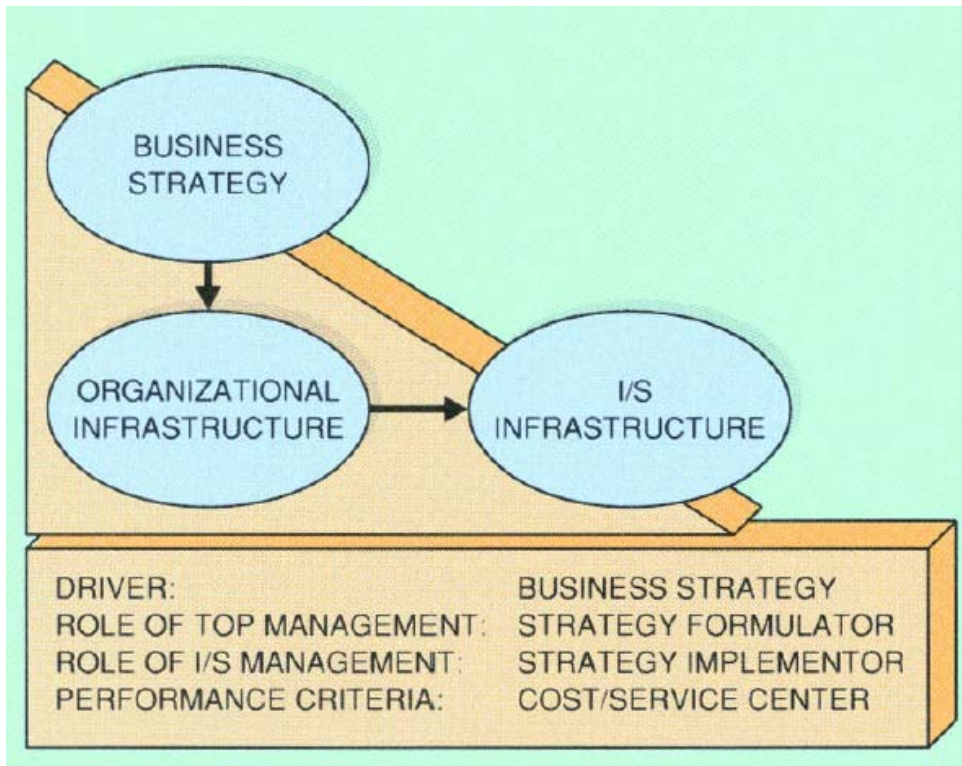 BUSINESS
STRATEGY
ORGANIZATIONAL
INFRASTRUCTURE
I/S
INFRASTRUCTURE
DRIVER: BUSINESS STRATEGY
ROLE OF TOP MANAGEMENT: STRATEGY FORMULATOR
ROLE OF I/S MANAGEMENT: STRATEGY IMPLEMENTOR
PERFORMANCE CRITERIA: COST/SERVICE CENTER